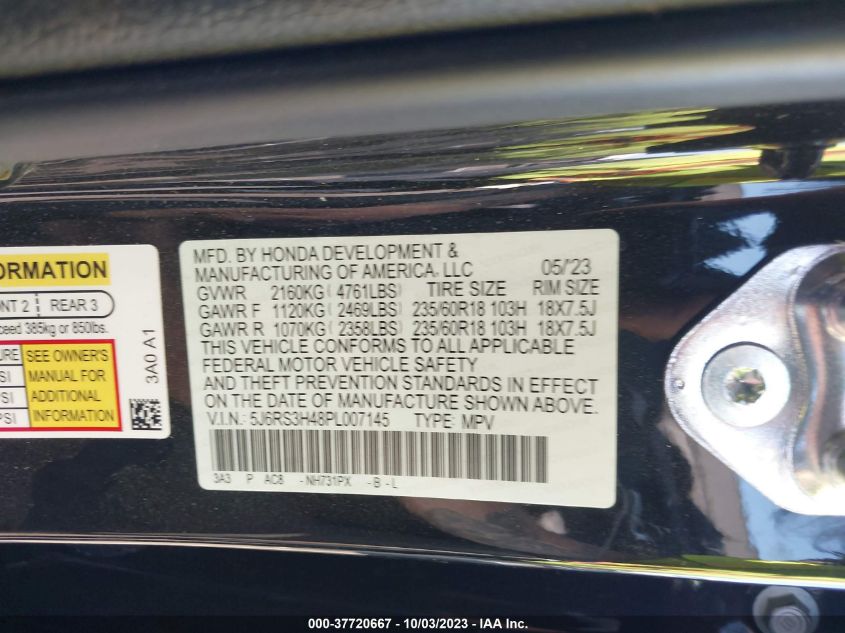 ORMATION
ONT 2 REAR 3
ceed 385kg or 850lbs.
URE SEE OWNER'S
SI MANUAL FOR
SI ADDITIONAL
PSI INFORMATION
3A0 A1
MFD. BY HONDA DEVELOPMENT &
MANUFACTURING OF AMERICA, LLC 05/'23
GVWR 2160KG( 4761LBS) TIRE SIZE RIM SIZE
GAWR F 1120KG( 2469LBS) 235/60R18 103H 18X7.5J
GAWR R 1070KG( 2358LBS) 235/60R18 103H 18X7.5J
THIS VEHICLE CONFORMS TO ALL APPLICABLE
FEDERAL MOTOR VEHICLE SAFETY
AND THEFT PREVENTION STANDARDS IN EFFECT
ON THE DATE OF MANUFACTURE SHOWN ABOVE.
V.I.N.: 5J6RS3H48PL007145 TYPE: MPV
3A3 P AC8 -NH731PX -B-L
000-37720667 - 10/03/2023 - IAA Inc.